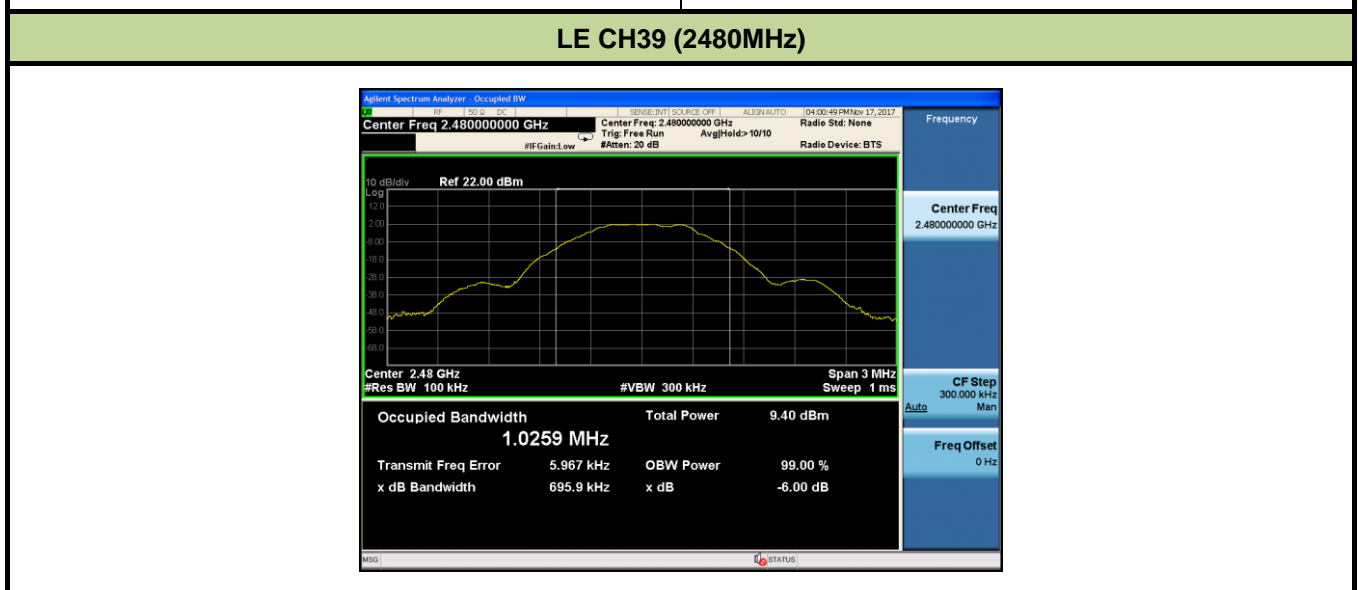 LE CH39 (2480MHz)
Agilent Spectrum Analyzer - Occupied BW
RF 50 Ω DC SENSE:INT SOURCE OFF ALIGN AUTO 04:00:49 PM Nov 17, 2017
Center Freq 2.480000000 GHz
Center Freq: 2.480000000 GHz
Radio Std: None
Trig: Free Run Avg|Hold:>10/10
#IFGain:Low #Atten: 20 dB Radio Device: BTS
10 dB/div Ref 22.00 dBm
Log
12.0
2.00
-8.00
-18.0
-28.0
-38.0
-48.0
-58.0
-68.0
Center 2.48 GHz Span 3 MHz
#Res BW 100 kHz #VBW 300 kHz Sweep 1 ms
Occupied Bandwidth Total Power 9.40 dBm
1.0259 MHz
Transmit Freq Error 5.967 kHz OBW Power 99.00 %
x dB Bandwidth 695.9 kHz x dB -6.00 dB
MSG STATUS
Frequency
Center Freq
2.480000000 GHz
CF Step
300.000 kHz
Auto Man
Freq Offset
0 Hz